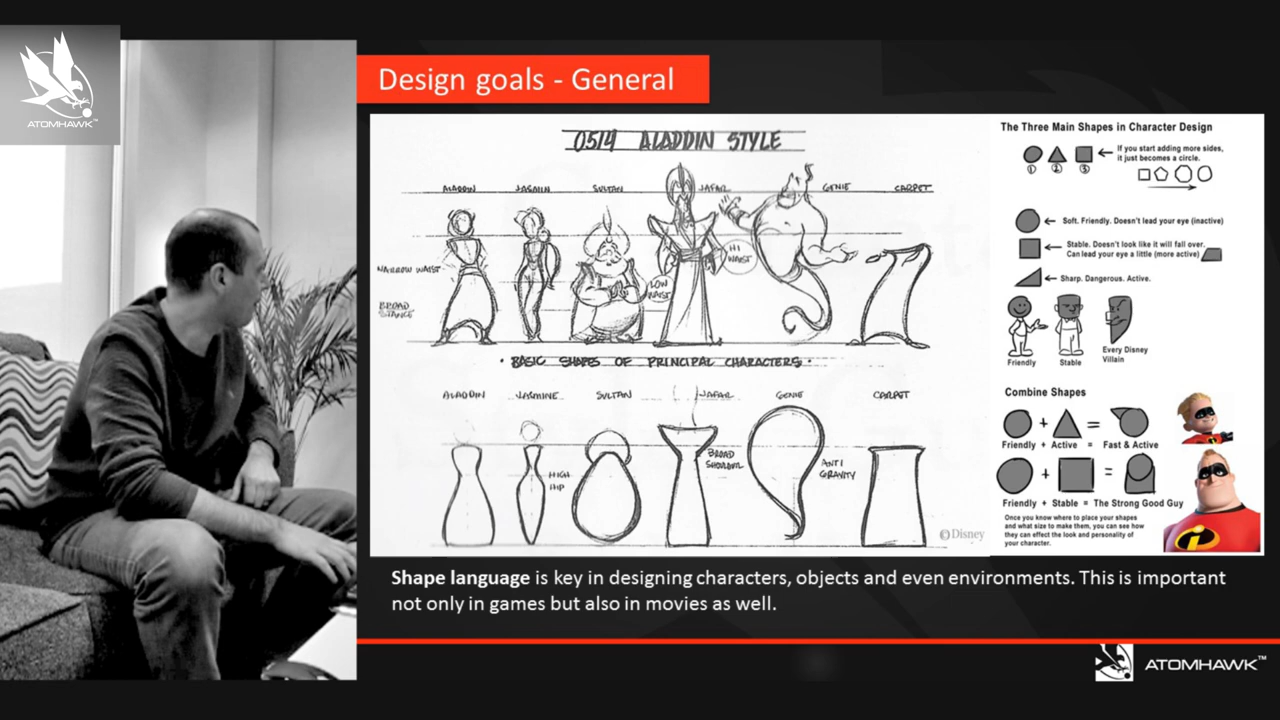 ATOMHAWK™
Design goals - General
0514 ALADDIN STYLE
ALADDIN JASMIN SULTAN JAFAR GENIE CARPET
NARROW WAIST
BROAD STANCE
LOW WAIST
HI WAIST
• BASIC SHAPES OF PRINCIPAL CHARACTERS •
ALADDIN JASMINE SULTAN JAFAR GENIE CARPET
HIGH HIP
BROAD SHOULDR
ANTI GRAVITY
© Disney
The Three Main Shapes in Character Design
1 2 3
If you start adding more sides,
it just becomes a circle.
Soft. Friendly. Doesn't lead your eye (inactive)
Stable. Doesn't look like it will fall over.
Can lead your eye a little (more active)
Sharp. Dangerous. Active.
Friendly
Stable
Every Disney
Villain
Combine Shapes
+ =
Friendly + Active = Fast & Active
+ =
Friendly + Stable = The Strong Good Guy
Once you know where to place your shapes
and what size to make them, you can see how
they can effect the look and personality of
your character.
Shape language is key in designing characters, objects and even environments. This is important
not only in games but also in movies as well.
ATOMHAWK™